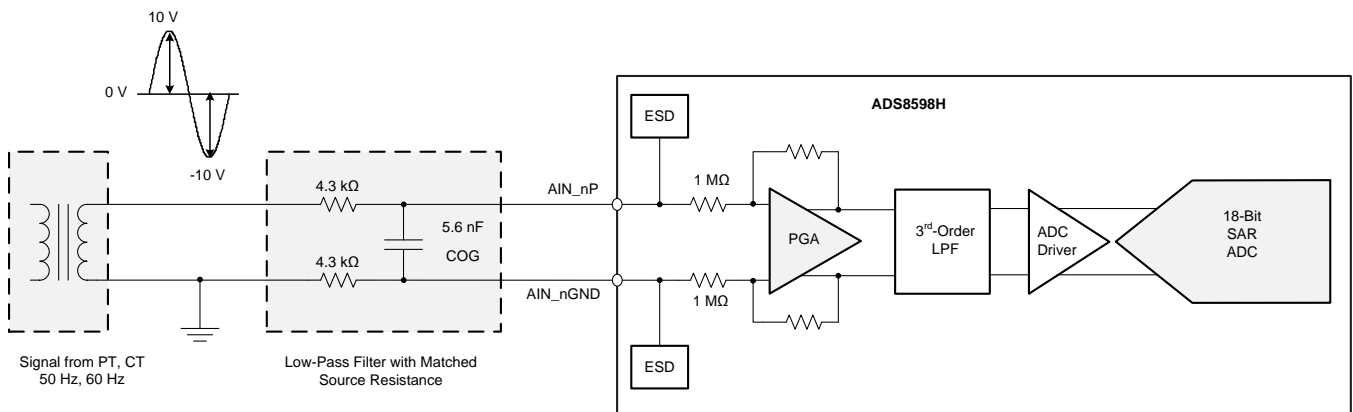 10 V
0 V
-10 V
Signal from PT, CT
50 Hz, 60 Hz
4.3 kΩ
5.6 nF
COG
4.3 kΩ
Low-Pass Filter with Matched
Source Resistance
AIN_nP
AIN_nGND
ADS8598H
ESD
1 MΩ
PGA
1 MΩ
ESD
3rd-Order
LPF
ADC
Driver
18-Bit
SAR
ADC